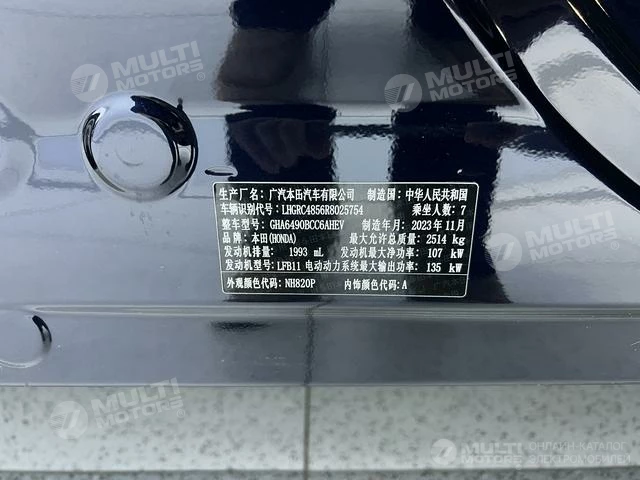 MULTI
MOTORS®
MULTI
MOTORS®
生产厂名：广汽本田汽车有限公司 制造国：中华人民共和国
车辆识别代号：LHGRC4856R8025754 乘坐人数：7
整车型号：GHA6490BCC6AHEV 制造年月：2023年11月
品牌：本田(HONDA) 最大允许总质量：2514 kg
发动机排量：1993 mL 发动机最大净功率：107 kW
发动机型号：LFB11 电动动力系统最大输出功率：135 kW
外观颜色代码：NH820P 内饰颜色代码：A
MULTI
MOTORS
MULTI
MOTORS
ОНЛАЙН-КАТАЛОГ
ЭЛЕКТРОМОБИЛЕЙ